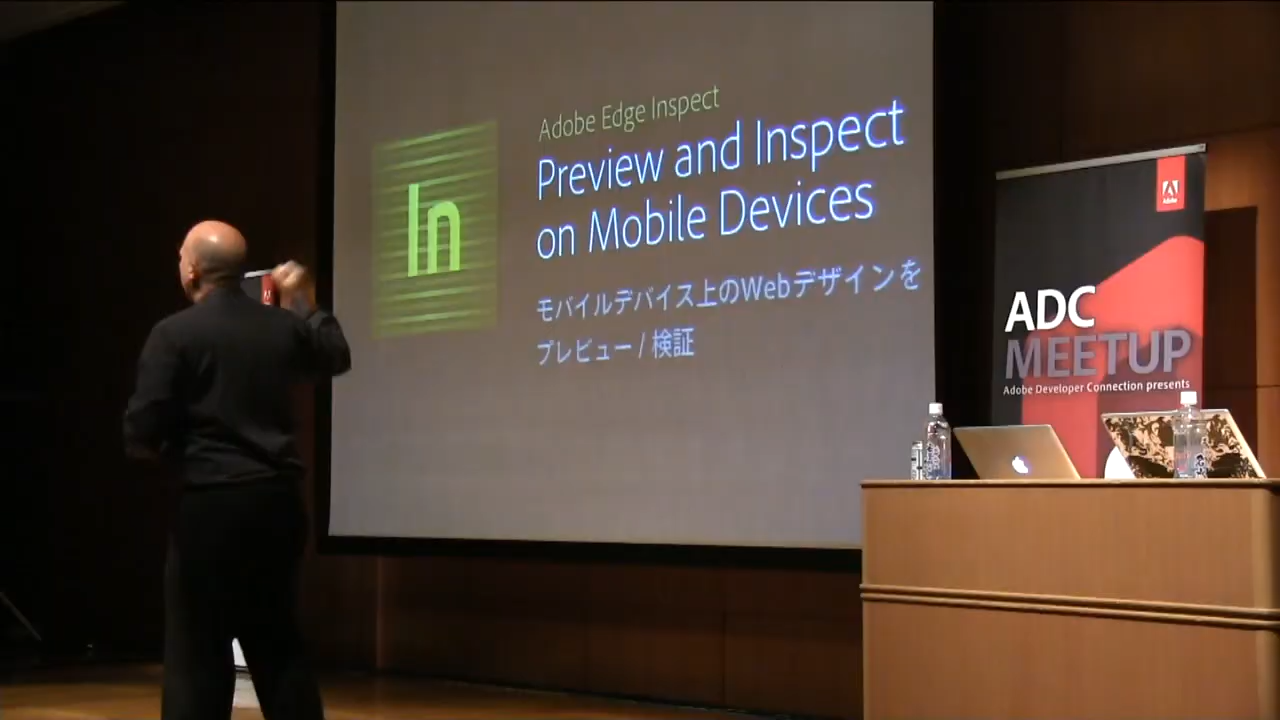 Adobe Edge Inspect
Preview and Inspect
on Mobile Devices
モバイルデバイス上のWebデザインを
プレビュー / 検証
In
Adobe
ADC
MEETUP
Adobe Developer Connection presents